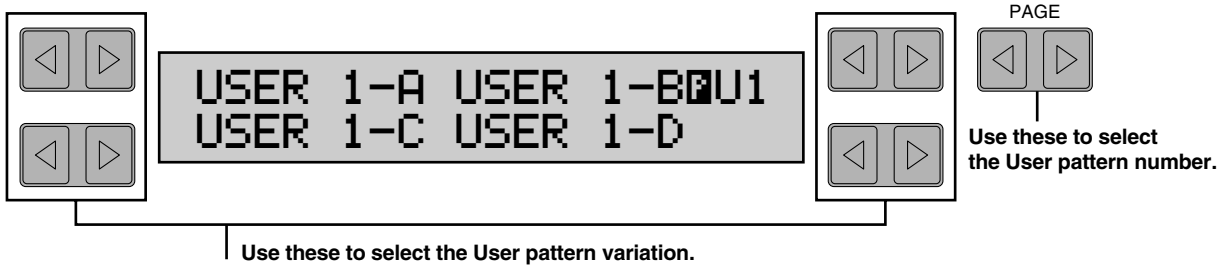 PAGE
USER 1-A USER 1-BPU1
USER 1-C USER 1-D
Use these to select
the User pattern number.
Use these to select the User pattern variation.